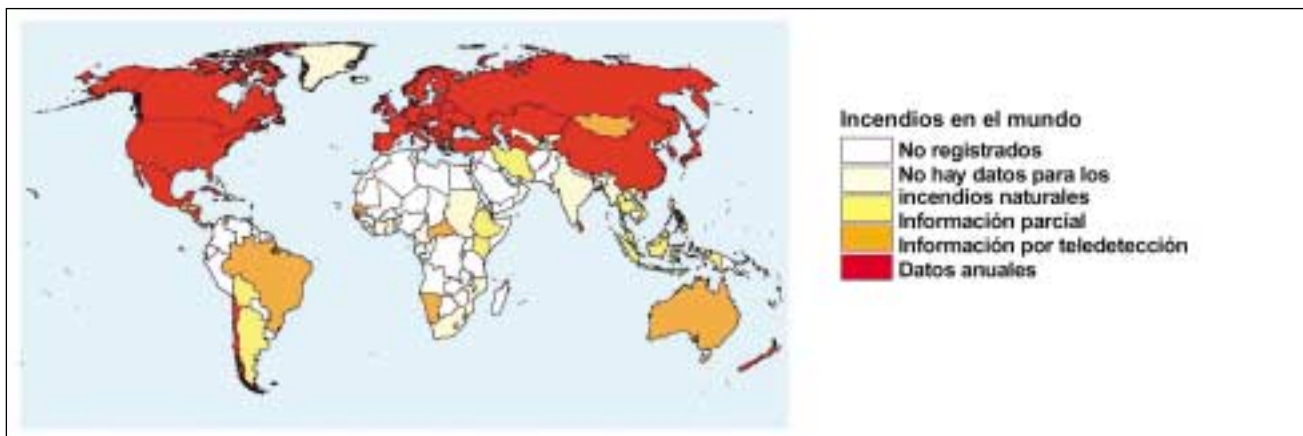 Incendios en el mundo
No registrados
No hay datos para los
incendios naturales
Información parcial
Información por teledetección
Datos anuales